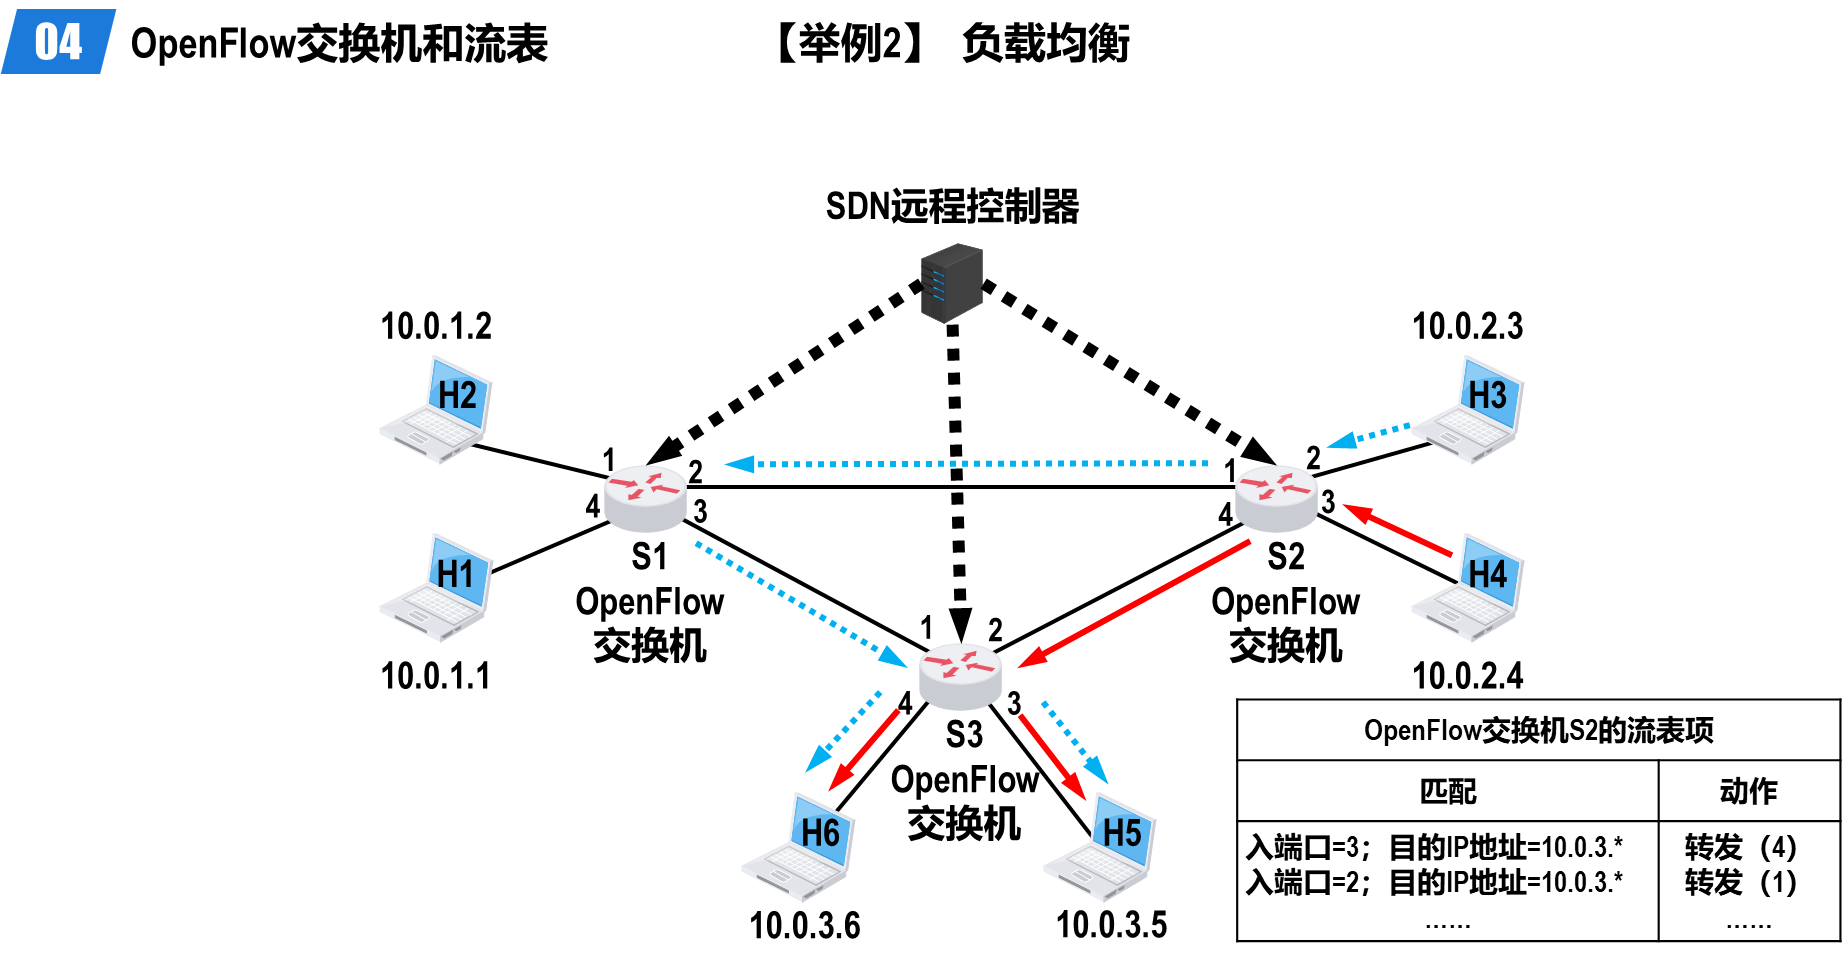 04 OpenFlow交换机和流表 【举例2】 负载均衡
SDN远程控制器
10.0.1.2
10.0.2.3
H2
H3
1
2
1
2
4
3
4
3
H1
H4
S1
OpenFlow
交换机
S2
OpenFlow
交换机
10.0.1.1
10.0.2.4
1
2
4
3
S3
OpenFlow
交换机
H6
H5
10.0.3.6
10.0.3.5
OpenFlow交换机S2的流表项
匹配 动作
入端口=3；目的IP地址=10.0.3.* 转发（4）
入端口=2；目的IP地址=10.0.3.* 转发（1）
…… ……